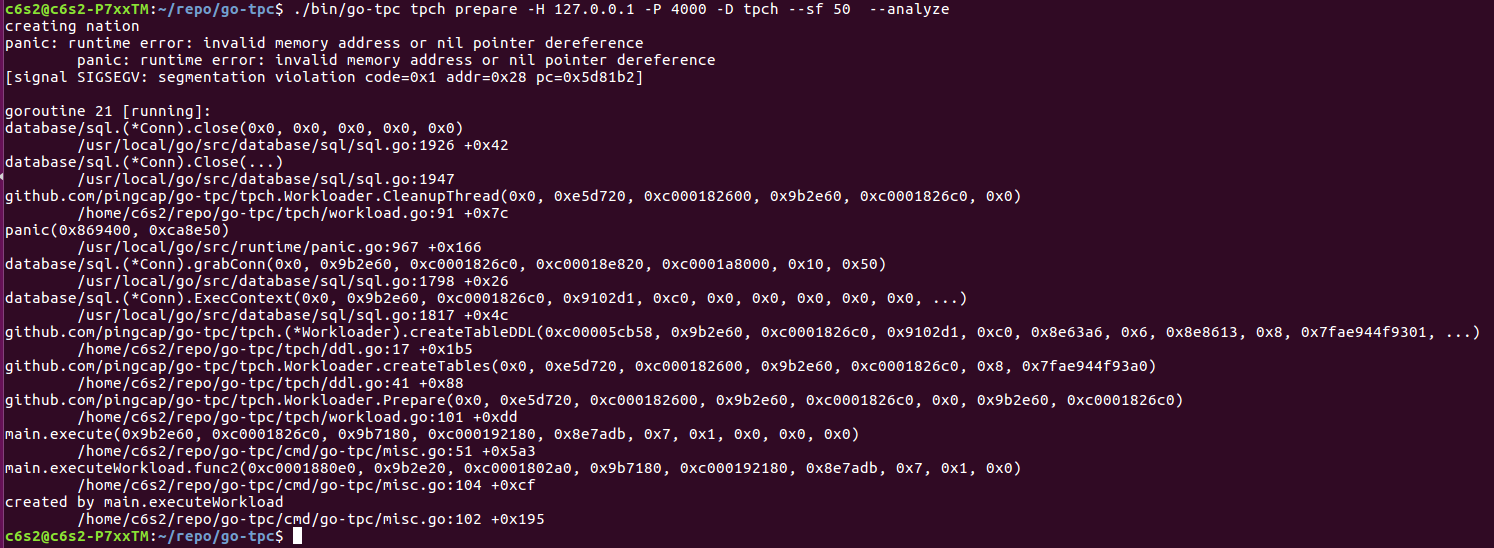 c6s2@c6s2-P7xxTM:~/repo/go-tpc$ ./bin/go-tpc tpch prepare -H 127.0.0.1 -P 4000 -D tpch --sf 50  --analyze
creating nation
panic: runtime error: invalid memory address or nil pointer dereference
        panic: runtime error: invalid memory address or nil pointer dereference
[signal SIGSEGV: segmentation violation code=0x1 addr=0x28 pc=0x5d81b2]

goroutine 21 [running]:
database/sql.(*Conn).close(0x0, 0x0, 0x0, 0x0, 0x0)
        /usr/local/go/src/database/sql/sql.go:1926 +0x42
database/sql.(*Conn).Close(...)
        /usr/local/go/src/database/sql/sql.go:1947
github.com/pingcap/go-tpc/tpch.Workloader.CleanupThread(0x0, 0xe5d720, 0xc000182600, 0x9b2e60, 0xc0001826c0, 0x0)
        /home/c6s2/repo/go-tpc/tpch/workload.go:91 +0x7c
panic(0x869400, 0xca8e50)
        /usr/local/go/src/runtime/panic.go:967 +0x166
database/sql.(*Conn).grabConn(0x0, 0x9b2e60, 0xc0001826c0, 0xc00018e820, 0xc0001a8000, 0x10, 0x50)
        /usr/local/go/src/database/sql/sql.go:1798 +0x26
database/sql.(*Conn).ExecContext(0x0, 0x9b2e60, 0xc0001826c0, 0x9102d1, 0xc0, 0x0, 0x0, 0x0, 0x0, 0x0, ...)
        /usr/local/go/src/database/sql/sql.go:1817 +0x4c
github.com/pingcap/go-tpc/tpch.(*Workloader).createTableDDL(0xc00005cb58, 0x9b2e60, 0xc0001826c0, 0x9102d1, 0xc0, 0x8e63a6, 0x6, 0x8e8613, 0x8, 0x7fae944f9301, ...)
        /home/c6s2/repo/go-tpc/tpch/ddl.go:17 +0x1b5
github.com/pingcap/go-tpc/tpch.Workloader.createTables(0x0, 0xe5d720, 0xc000182600, 0x9b2e60, 0xc0001826c0, 0x8, 0x7fae944f93a0)
        /home/c6s2/repo/go-tpc/tpch/ddl.go:41 +0x88
github.com/pingcap/go-tpc/tpch.Workloader.Prepare(0x0, 0xe5d720, 0xc000182600, 0x9b2e60, 0xc0001826c0, 0x0, 0x9b2e60, 0xc0001826c0)
        /home/c6s2/repo/go-tpc/tpch/workload.go:101 +0xdd
main.execute(0x9b2e60, 0xc0001826c0, 0x9b7180, 0xc000192180, 0x8e7adb, 0x7, 0x1, 0x0, 0x0, 0x0)
        /home/c6s2/repo/go-tpc/cmd/go-tpc/misc.go:51 +0x5a3
main.executeWorkload.func2(0xc0001880e0, 0x9b2e20, 0xc0001802a0, 0x9b7180, 0xc000192180, 0x8e7adb, 0x7, 0x1, 0x0)
        /home/c6s2/repo/go-tpc/cmd/go-tpc/misc.go:104 +0xcf
created by main.executeWorkload
        /home/c6s2/repo/go-tpc/cmd/go-tpc/misc.go:102 +0x195
c6s2@c6s2-P7xxTM:~/repo/go-tpc$